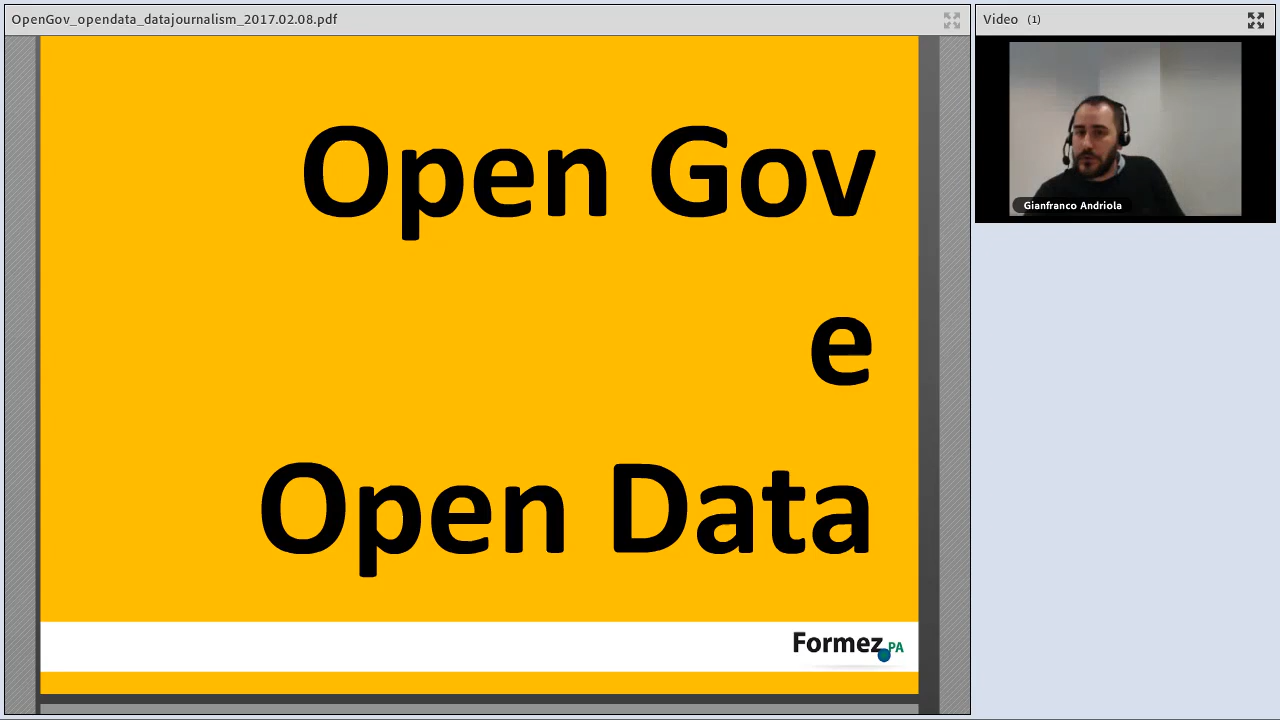 OpenGov_opendata_datajournalism_2017.02.08.pdf
Video (1)
Open Gov
e
Open Data
Gianfranco Andriola
Formez PA